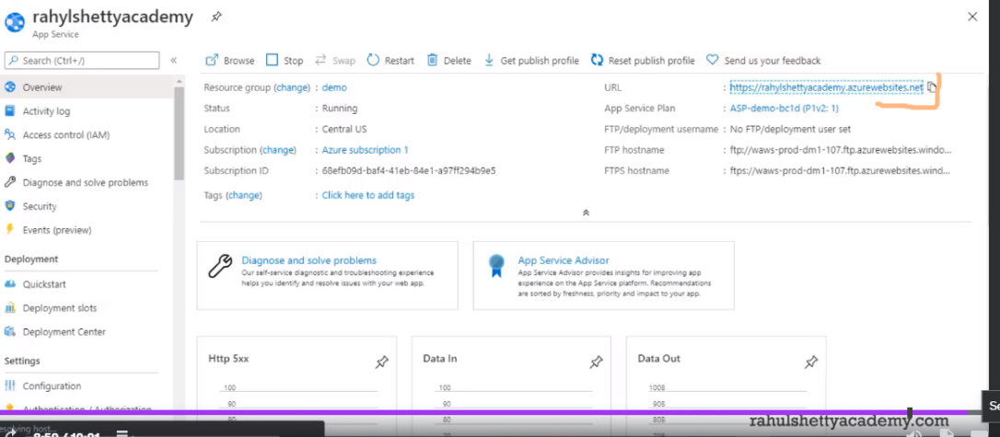 rahylshettyacademy
App Service
Search (Ctrl+/)
Browse Stop Swap Restart Delete Get publish profile Reset publish profile Send us your feedback
Overview
Activity log
Access control (IAM)
Tags
Diagnose and solve problems
Security
Events (preview)
Deployment
Quickstart
Deployment slots
Deployment Center
Settings
Configuration
Authentication / Authorization
Resource group (change) : demo
Status : Running
Location : Central US
Subscription (change) : Azure subscription 1
Subscription ID : 68efb09d-baf4-41eb-84e1-a97ff294b9e5
Tags (change) : Click here to add tags
URL : https://rahylshettyacademy.azurewebsites.net
App Service Plan : ASP-demo-bc1d (P1v2: 1)
FTP/deployment username : No FTP/deployment user set
FTP hostname : ftp://waws-prod-dm1-107.ftp.azurewebsites.windo...
FTPS hostname : ftps://waws-prod-dm1-107.ftp.azurewebsites.wind...
Diagnose and solve problems
Our self-service diagnostic and troubleshooting experience
helps you identify and resolve issues with your web app.
App Service Advisor
App Service Advisor provides insights for improving app
experience on the App Service platform. Recommendations
are sorted by freshness, priority and impact to your app.
Http 5xx
100
90
80
Data In
100
90
80
Data Out
100B
90B
80B
70
Se
rahulshettyacademy.com
esolving host...
8:50 / 10:01